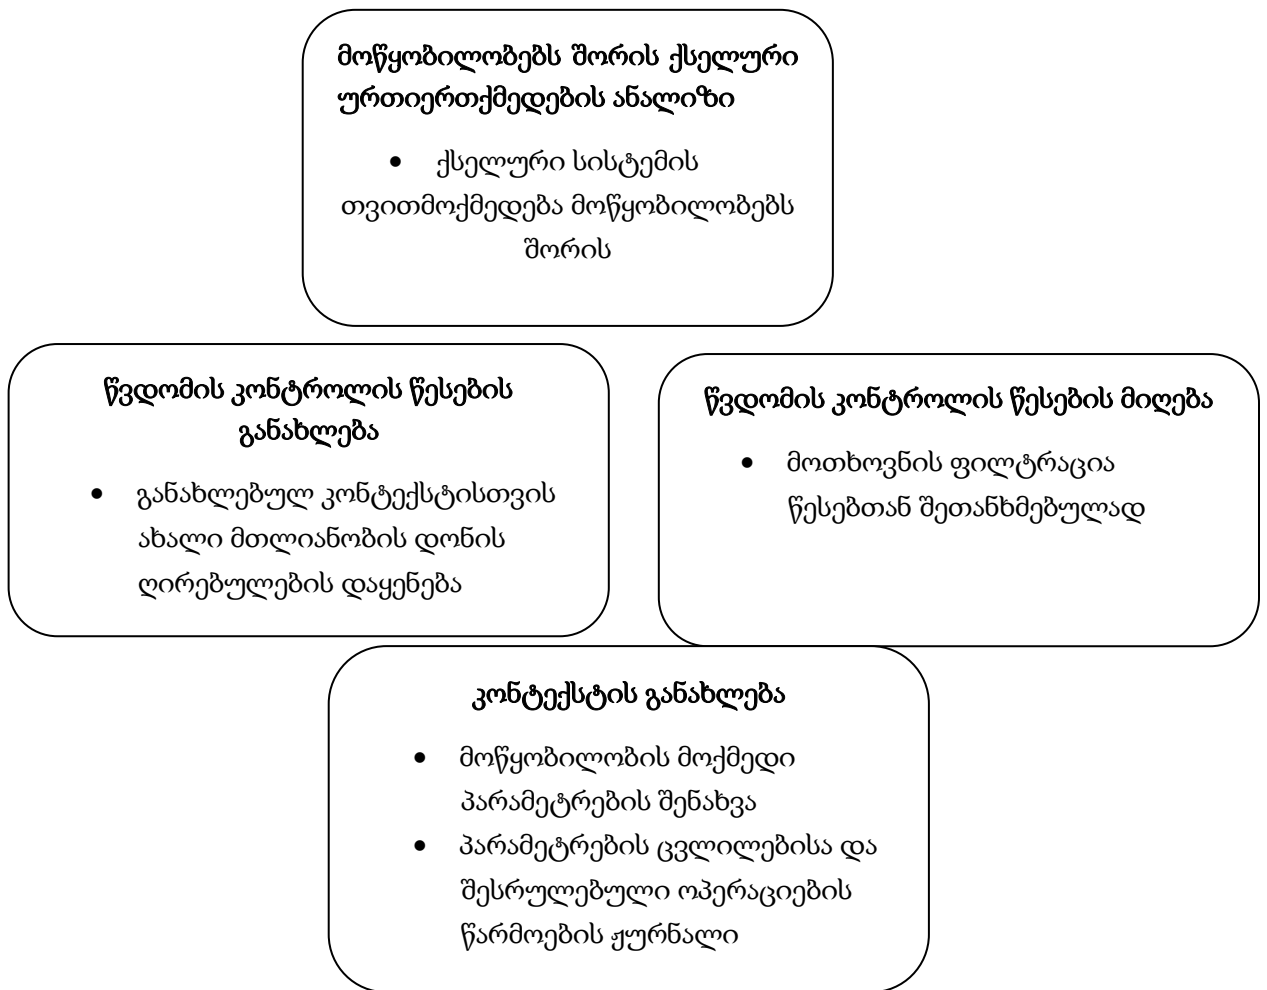 მოწყობილობებს შორის ქსელური
ურთიერთქმედების ანალიზი
• ქსელური სისტემის
თვითმოქმედება მოწყობილობებს
შორის
წვდომის კონტროლის წესების
განახლება
• განახლებულ კონტექსტისთვის
ახალი მთლიანობის დონის
ღირებულების დაყენება
წვდომის კონტროლის წესების მიღება
• მოთხოვნის ფილტრაცია
წესებთან შეთანხმებულად
კონტექსტის განახლება
• მოწყობილობის მოქმედი
პარამეტრების შენახვა
• პარამეტრების ცვლილებისა და
შესრულებული ოპერაციების
წარმოების ჟურნალი